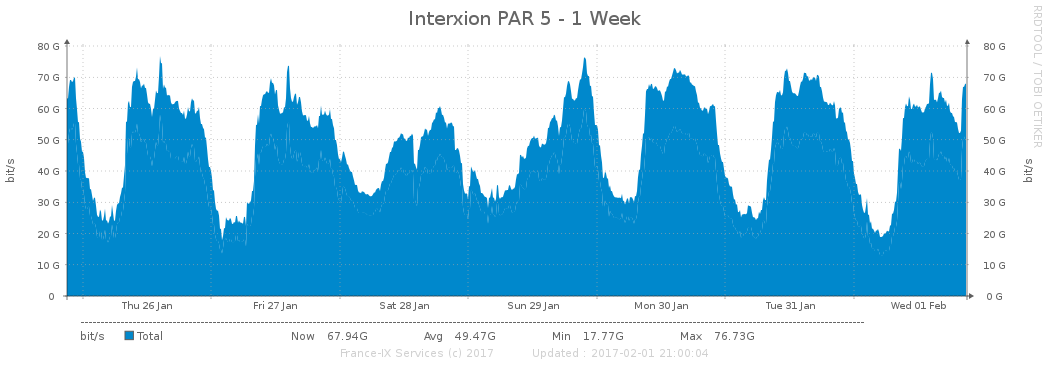 Interxion PAR 5 - 1 Week
RRDTOOL / TOBI OETIKER
bit/s
80 G
70 G
60 G
50 G
40 G
30 G
20 G
10 G
0
80 G
70 G
60 G
50 G
40 G
30 G
20 G
10 G
0 G
bit/s
Thu 26 Jan Fri 27 Jan Sat 28 Jan Sun 29 Jan Mon 30 Jan Tue 31 Jan Wed 01 Feb
bit/s Total Now 67.94G Avg 49.47G Min 17.77G Max 76.73G
France-IX Services (c) 2017 Updated : 2017-02-01 21:00:04